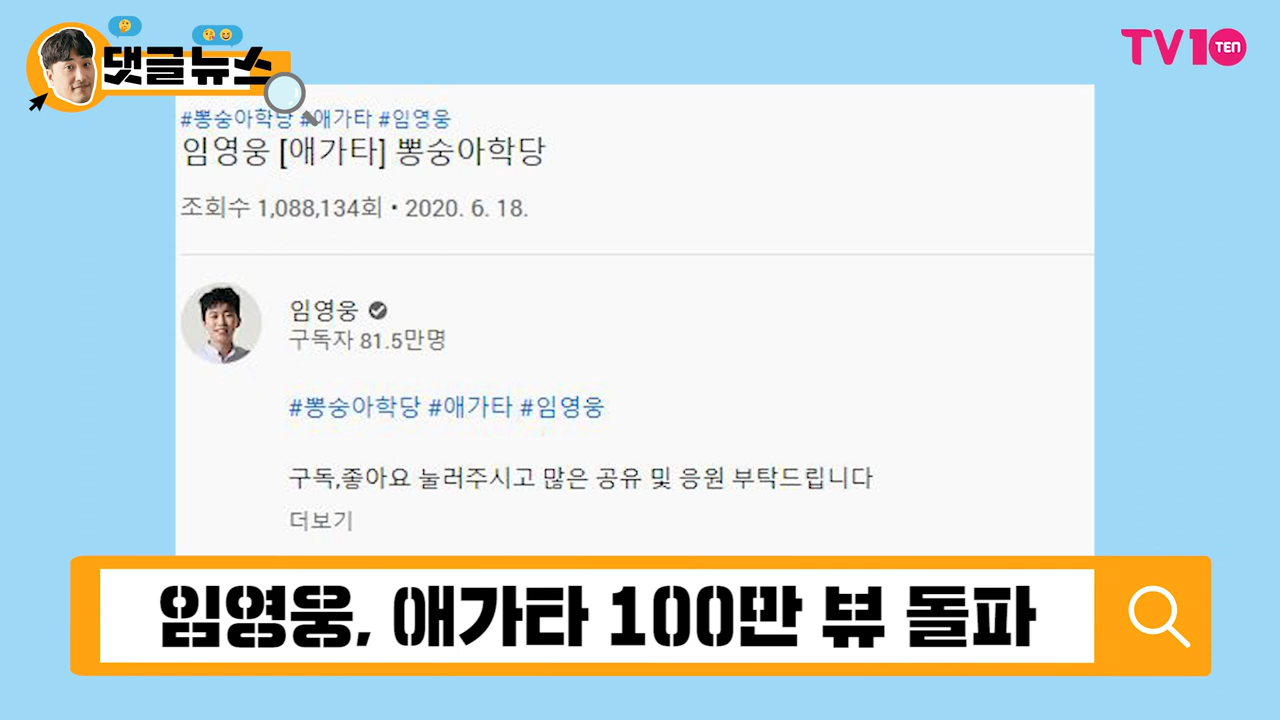 댓글뉴스
TV10
TEN
#뽕숭아학당 #애가타 #임영웅
임영웅 [애가타] 뽕숭아학당
조회수 1,088,134회 • 2020. 6. 18.
임영웅
구독자 81.5만명
#뽕숭아학당 #애가타 #임영웅
구독,좋아요 눌러주시고 많은 공유 및 응원 부탁드립니다
더보기
임영웅, 애가타 100만 뷰 돌파